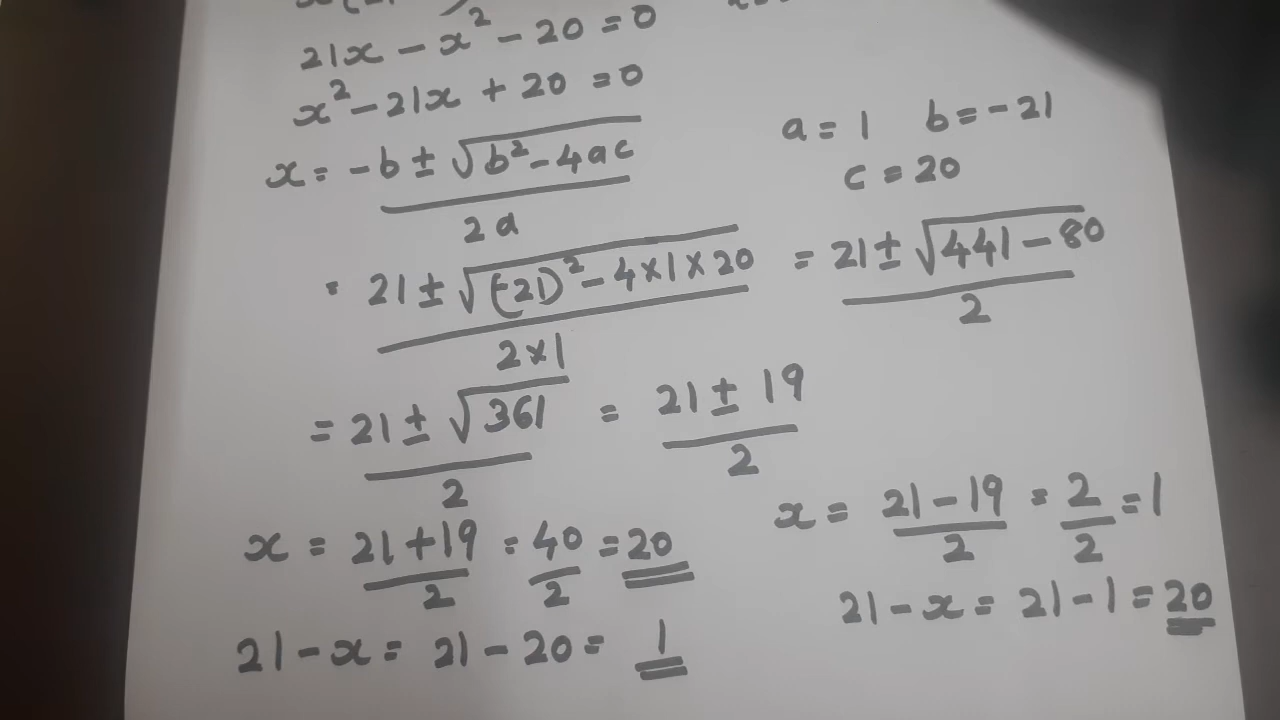 21x - x² - 20 = 0
x² - 21x + 20 = 0
a = 1 b = -21
c = 20
x = -b ± √b² - 4ac / 2a
= 21 ± √(-21)² - 4×1×20 / 2×1 = 21 ± √441 - 80 / 2
= 21 ± √361 / 2 = 21 ± 19 / 2
x = 21 + 19 / 2 = 40 / 2 = 20
21 - x = 21 - 20 = 1
x = 21 - 19 / 2 = 2 / 2 = 1
21 - x = 21 - 1 = 20